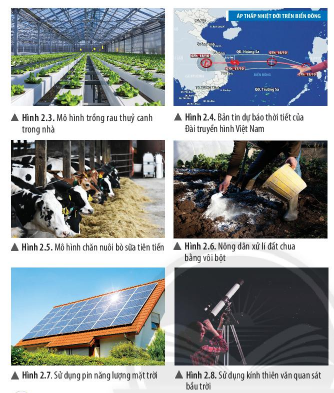 ÁP THẤP NHIỆT ĐỚI TRÊN BIỂN ĐÔNG
▲ Hình 2.3. Mô hình trồng rau thuỷ canh
trong nhà
▲ Hình 2.4. Bản tin dự báo thời tiết của
Đài truyền hình Việt Nam
▲ Hình 2.5. Mô hình chăn nuôi bò sữa tiên tiến
▲ Hình 2.6. Nông dân xử lí đất chua
bằng vôi bột
▲ Hình 2.7. Sử dụng pin năng lượng mặt trời
▲ Hình 2.8. Sử dụng kính thiên văn quan sát
bầu trời